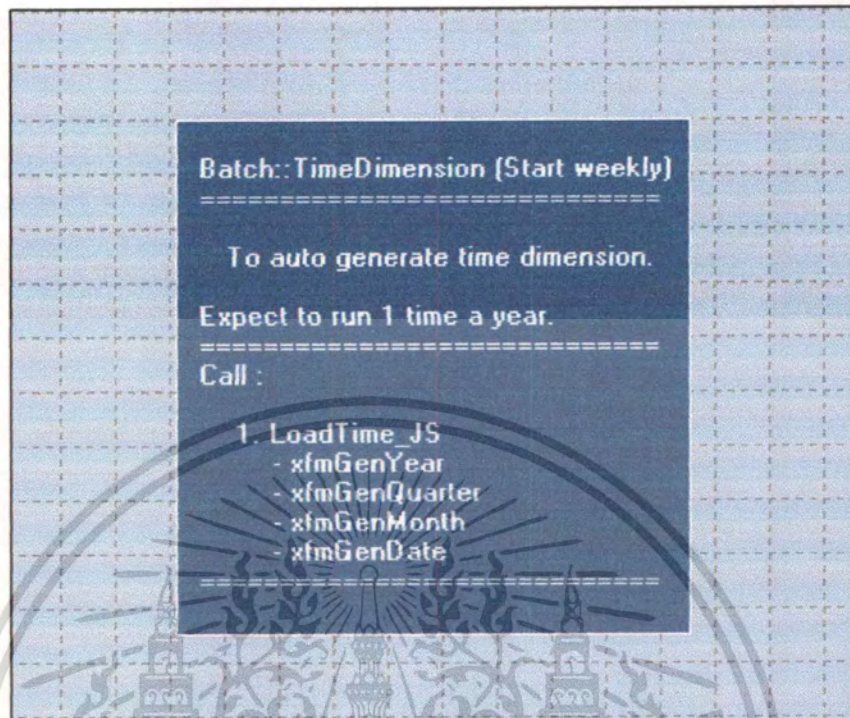 Batch::TimeDimension (Start weekly)
=============================
To auto generate time dimension.
Expect to run 1 time a year.
=============================
Call :
1. LoadTime_JS
- xfmGenYear
- xfmGenQuarter
- xfmGenMonth
- xfmGenDate
=============================